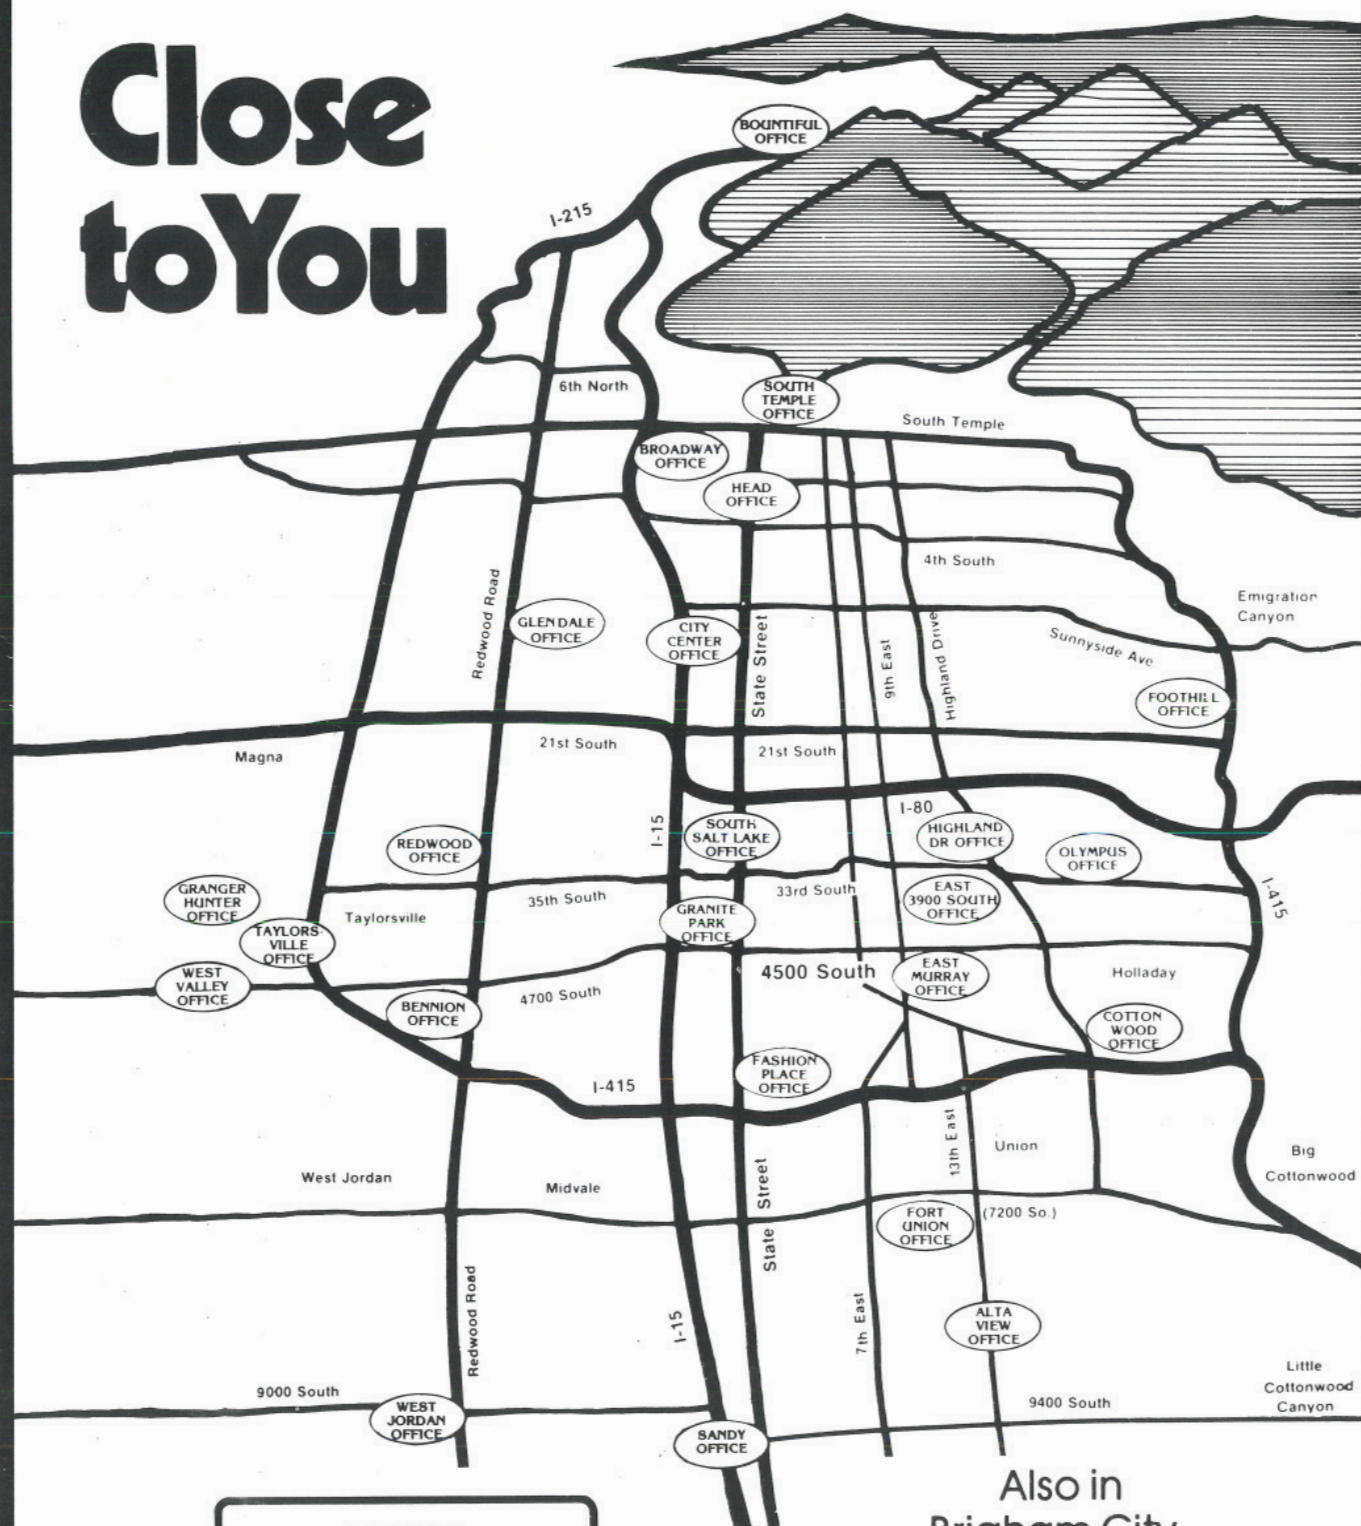 Close
to You
BOUNTIFUL
OFFICE
I-215
6th North
SOUTH
TEMPLE
OFFICE
South Temple
BROADWAY
OFFICE
HEAD
OFFICE
4th South
Redwood Road
GLENDALE
OFFICE
CITY
CENTER
OFFICE
State Street
9th East
Highland Drive
Sunnyside Ave
Emigration
Canyon
FOOTHILL
OFFICE
Magna
21st South
21st South
I-80
I-15
REDWOOD
OFFICE
SOUTH
SALT LAKE
OFFICE
HIGHLAND
DR OFFICE
OLYMPUS
OFFICE
GRANGER
HUNTER
OFFICE
TAYLORS-
VILLE
OFFICE
Taylorsville
35th South
33rd South
GRANITE
PARK
OFFICE
EAST
3900 SOUTH
OFFICE
I-415
WEST
VALLEY
OFFICE
BENNION
OFFICE
4700 South
4500 South
EAST
MURRAY
OFFICE
Holladay
COTTON
WOOD
OFFICE
FASHION
PLACE
OFFICE
I-415
West Jordan
Midvale
State Street
13th East
Union
Big
Cottonwood
FORT
UNION
OFFICE
(7200 So.)
Redwood Road
I-15
7th East
ALTA
VIEW
OFFICE
9000 South
WEST
JORDAN
OFFICE
SANDY
OFFICE
9400 South
Little
Cottonwood
Canyon
Also in
Brigham City